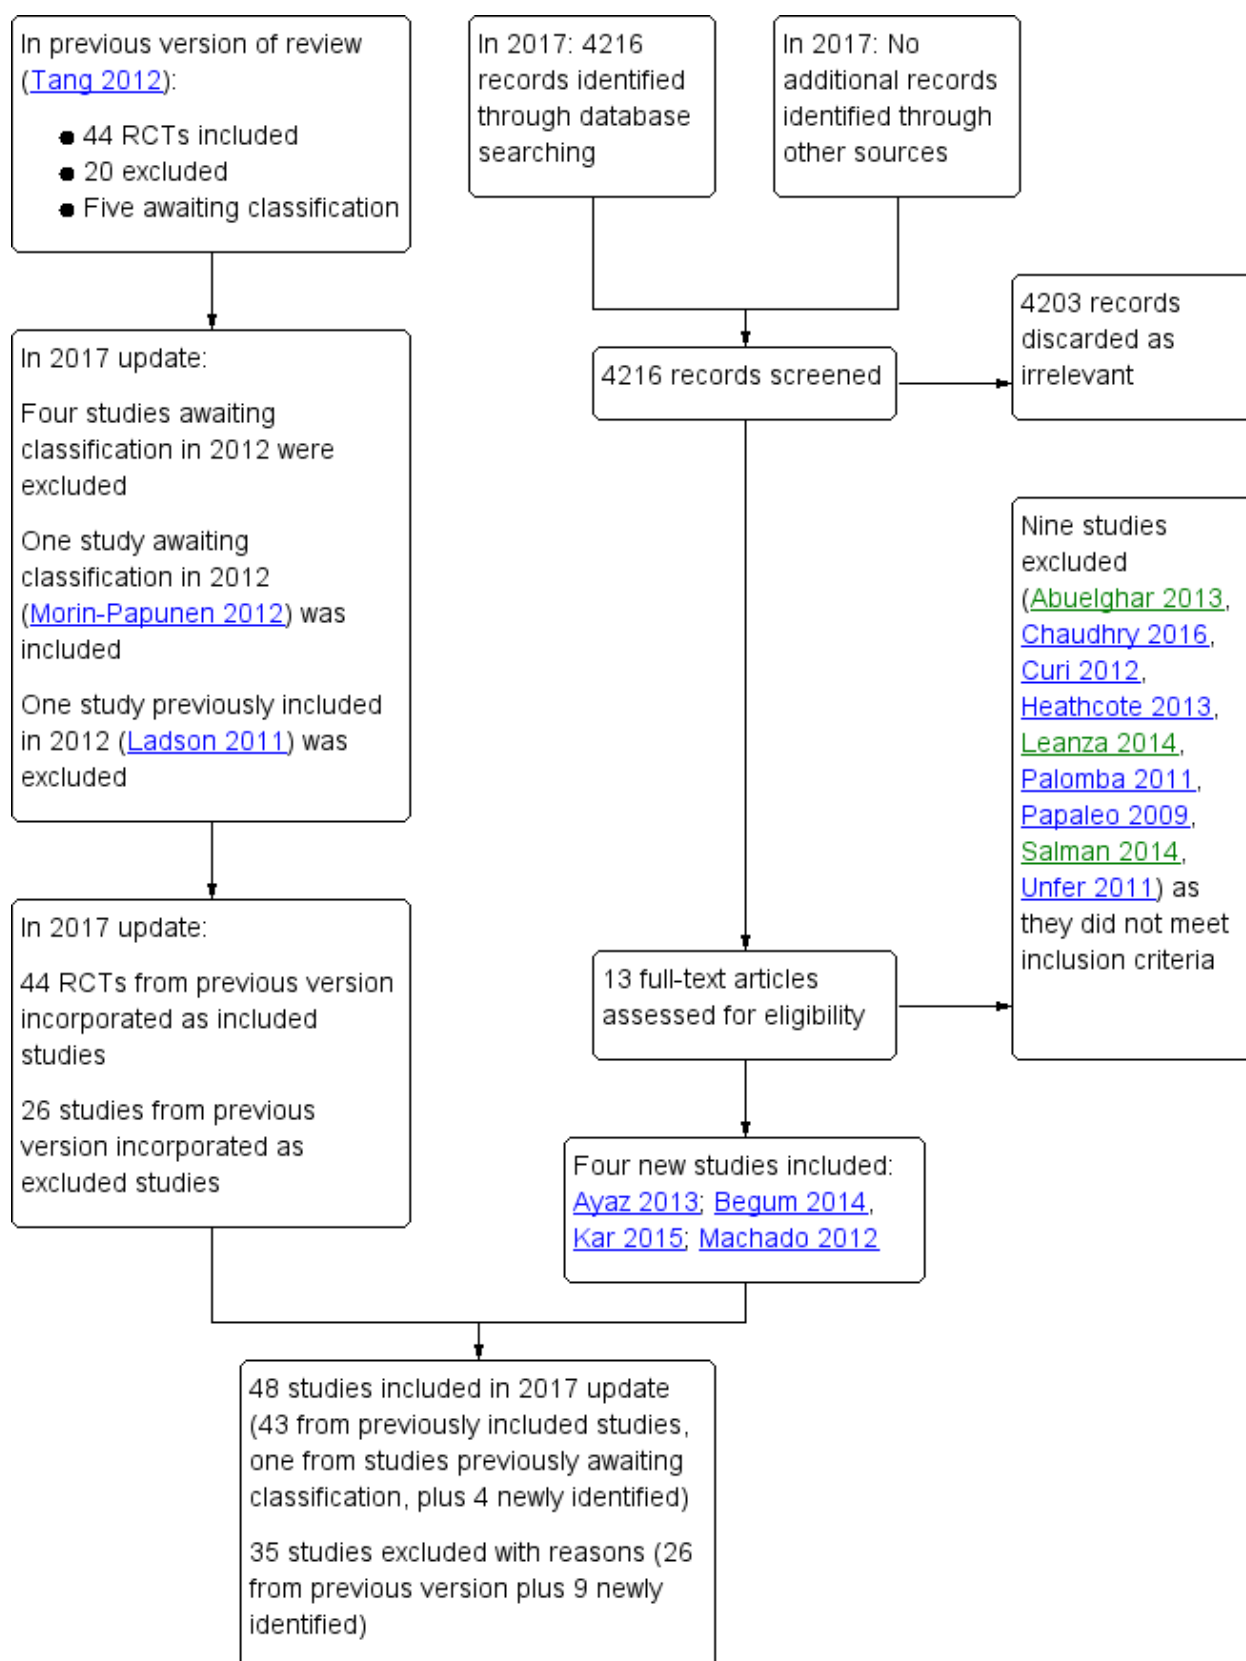 In previous version of review
(Tang 2012):
● 44 RCTs included
● 20 excluded
● Five awaiting classification
In 2017: 4216
records identified
through database
searching
In 2017: No
additional records
identified through
other sources
4216 records screened
4203 records
discarded as
irrelevant
In 2017 update:
Four studies awaiting
classification in 2012 were
excluded
One study awaiting
classification in 2012
(Morin-Papunen 2012) was
included
One study previously included
in 2012 (Ladson 2011) was
excluded
Nine studies
excluded
(Abuelghar 2013,
Chaudhry 2016,
Curi 2012,
Heathcote 2013,
Leanza 2014,
Palomba 2011,
Papaleo 2009,
Salman 2014,
Unfer 2011) as
they did not meet
inclusion criteria
In 2017 update:
44 RCTs from previous version
incorporated as included
studies
26 studies from previous
version incorporated as
excluded studies
13 full-text articles
assessed for eligibility
Four new studies included:
Ayaz 2013; Begum 2014,
Kar 2015; Machado 2012
48 studies included in 2017 update
(43 from previously included studies,
one from studies previously awaiting
classification, plus 4 newly identified)
35 studies excluded with reasons (26
from previous version plus 9 newly
identified)